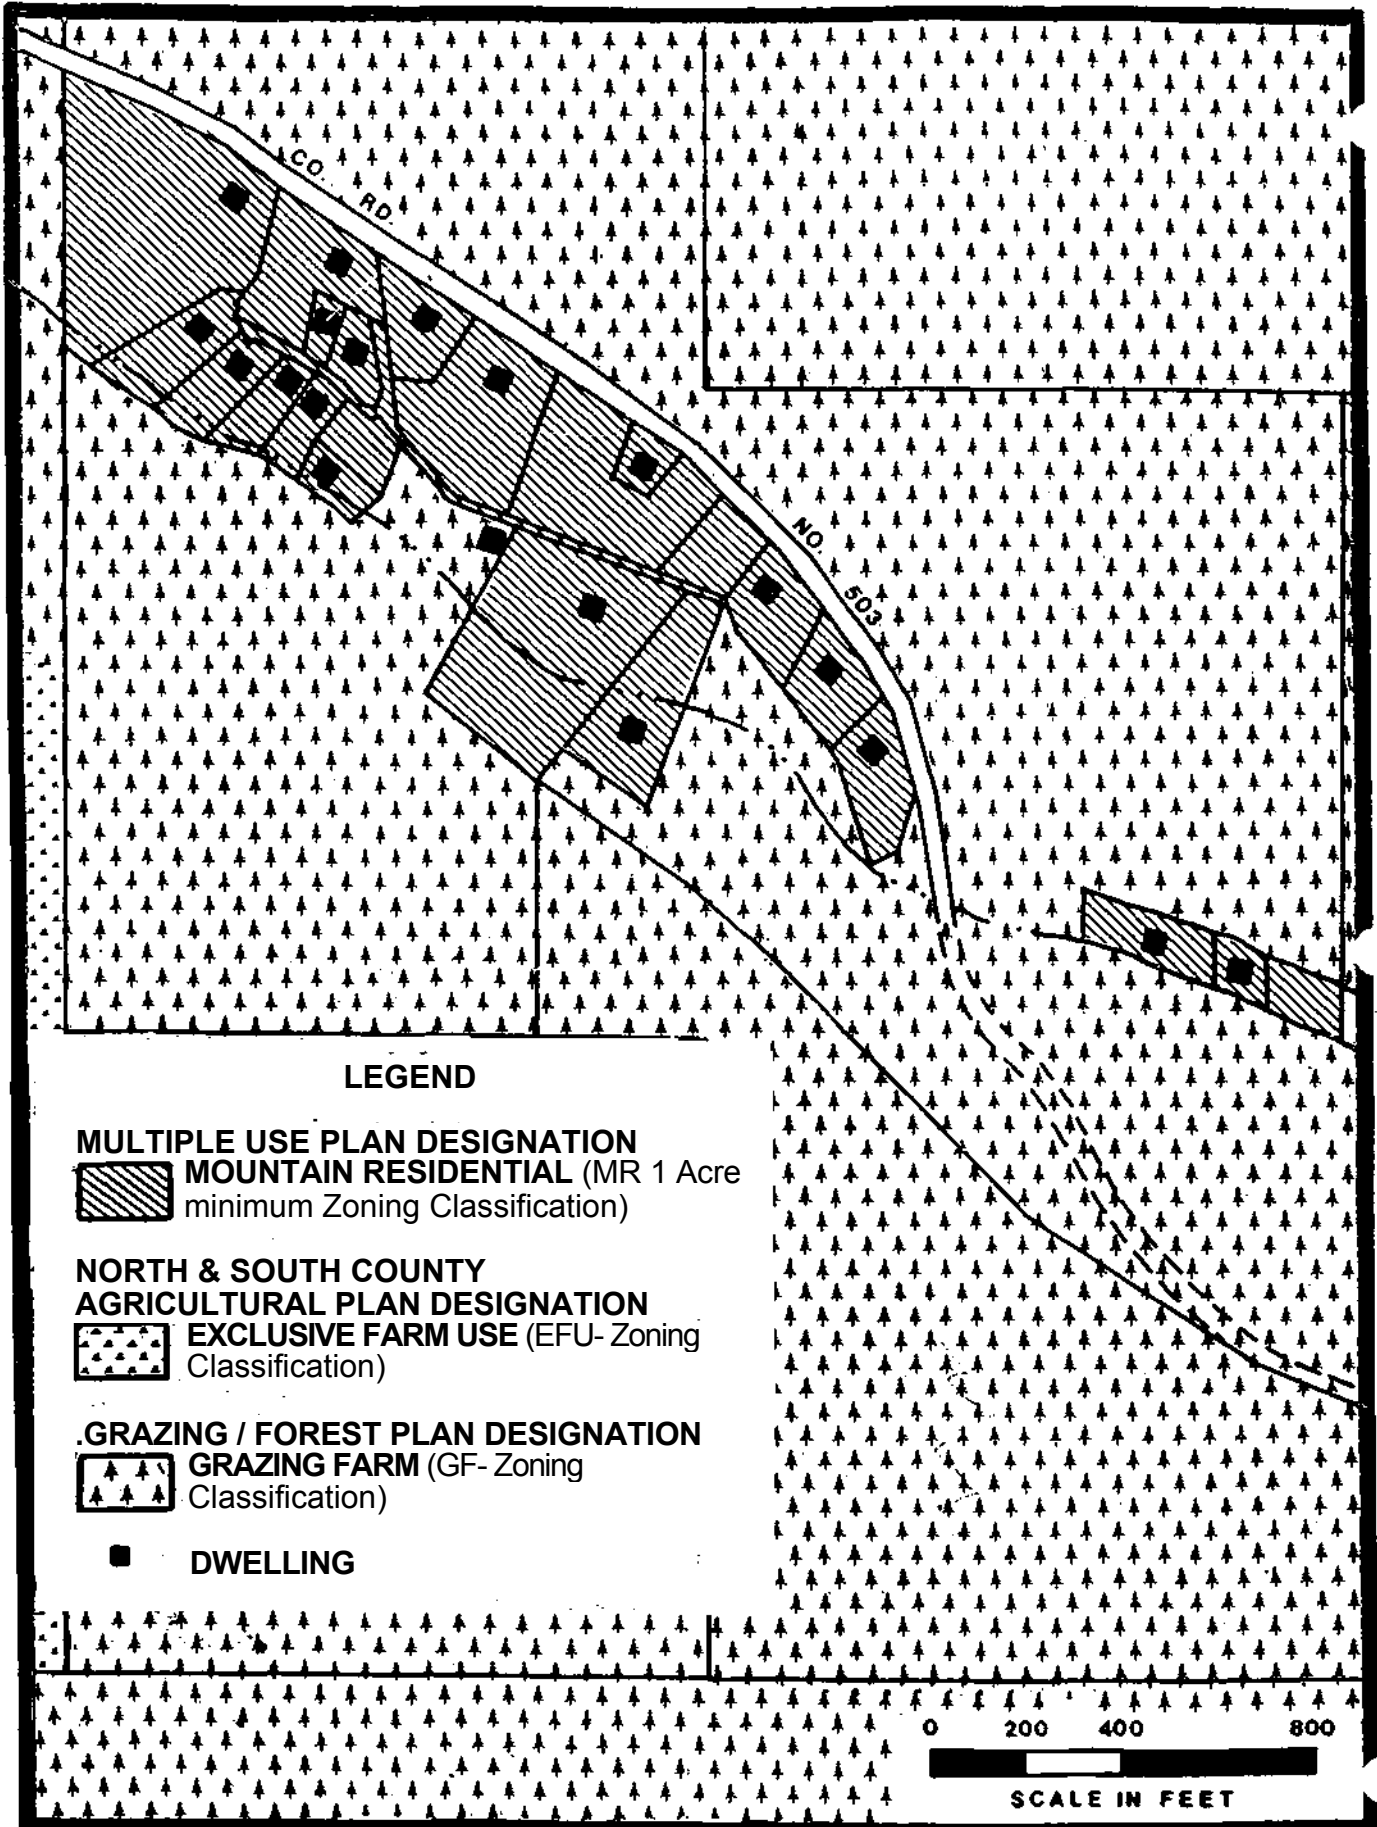 CO. RD.
NO. 503
LEGEND
MULTIPLE USE PLAN DESIGNATION
MOUNTAIN RESIDENTIAL (MR 1 Acre
minimum Zoning Classification)
NORTH & SOUTH COUNTY
AGRICULTURAL PLAN DESIGNATION
EXCLUSIVE FARM USE (EFU- Zoning
Classification)
.GRAZING / FOREST PLAN DESIGNATION
GRAZING FARM (GF- Zoning
Classification)
DWELLING
0 200 400 800
SCALE IN FEET